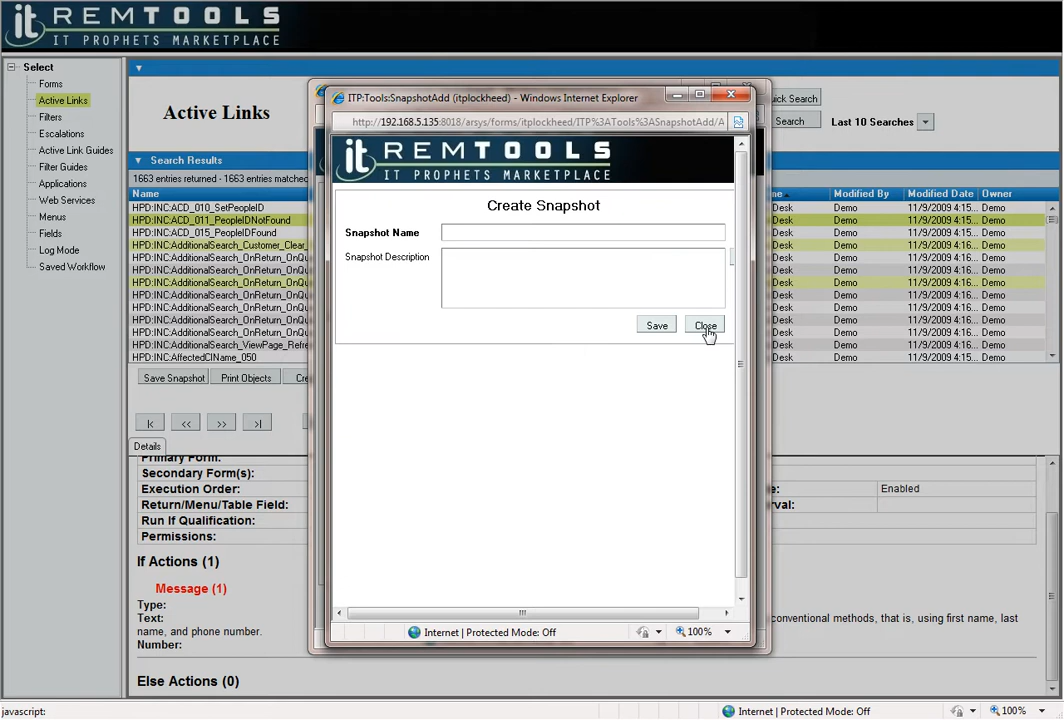 it REMTOOLS
IT PROPHETS MARKETPLACE
Select
Forms
Active Links
Filters
Escalations
Active Link Guides
Filter Guides
Applications
Web Services
Menus
Fields
Log Mode
Saved Workflow
Active Links
uick Search
Search
Last 10 Searches
Search Results
1663 entries returned - 1663 entries matched
Name
me
Modified By
Modified Date
Owner
HPD:INC:ACD_010_SetPeopleID
Desk Demo 11/9/2009 4:15... Demo
HPD:INC:ACD_011_PeopleIDNotFound
Desk Demo 11/9/2009 4:15... Demo
HPD:INC:ACD_015_PeopleIDFound
Desk Demo 11/9/2009 4:15... Demo
HPD:INC:AdditionalSearch_Customer_Clear_
Desk Demo 11/9/2009 4:16... Demo
HPD:INC:AdditionalSearch_OnReturn_OnQu
Desk Demo 11/9/2009 4:16... Demo
HPD:INC:AdditionalSearch_OnReturn_OnQu
Desk Demo 11/9/2009 4:16... Demo
HPD:INC:AdditionalSearch_OnReturn_OnQu
Desk Demo 11/9/2009 4:16... Demo
HPD:INC:AdditionalSearch_OnReturn_OnQu
Desk Demo 11/9/2009 4:16... Demo
HPD:INC:AdditionalSearch_OnReturn_OnQu
Desk Demo 11/9/2009 4:16... Demo
HPD:INC:AdditionalSearch_OnReturn_OnQu
Desk Demo 11/9/2009 4:16... Demo
HPD:INC:AdditionalSearch_OnReturn_OnQu
Desk Demo 11/9/2009 4:16... Demo
HPD:INC:AdditionalSearch_ViewPage_Refre
Desk Demo 11/9/2009 4:16... Demo
HPD:INC:AffectedCIName_050
Desk Demo 11/9/2009 4:15... Demo
Save Snapshot
Print Objects
Cre
|<
<<
>>
>|
Details
Primary Form:
Secondary Form(s):
Execution Order:
e: Enabled
Return/Menu/Table Field:
rval:
Run If Qualification:
Permissions:
If Actions (1)
Message (1)
Type:
Text:
conventional methods, that is, using first name, last
name, and phone number.
Number:
Else Actions (0)
ITP:Tools:SnapshotAdd (itplockheed) - Windows Internet Explorer
http://192.168.5.135:8018/arsys/forms/itplockheed/ITP%3ATools%3ASnapshotAdd/A
it REMTOOLS
IT PROPHETS MARKETPLACE
Create Snapshot
Snapshot Name
Snapshot Description
Save
Close
Internet | Protected Mode: Off
100%
javascript:
Internet | Protected Mode: Off
100%